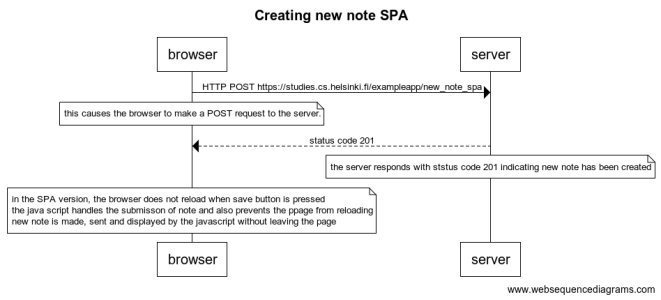 Creating new note SPA
browser
server
HTTP POST https://studies.cs.helsinki.fi/exampleapp/new_note_spa
this causes the browser to make a POST request to the server.
status code 201
the server responds with ststus code 201 indicating new note has been created
in the SPA version, the browser does not reload when save button is pressed
the java script handles the submisson of note and also prevents the ppage from reloading
new note is made, sent and displayed by the javascript without leaving the page
browser
server
www.websequencediagrams.com